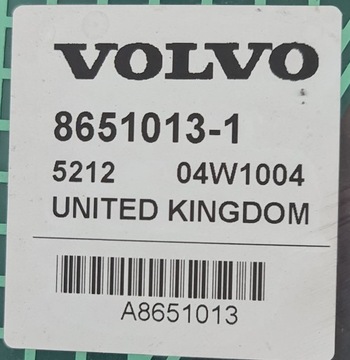 VOLVO
8651013-1
5212 04W1004
UNITED KINGDOM
A8651013